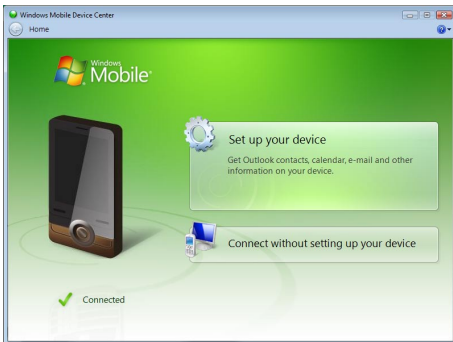 Windows Mobile Device Center
Home
Windows
Mobile®
Set up your device
Get Outlook contacts, calendar, e-mail and other
information on your device.
Connect without setting up your device
Connected